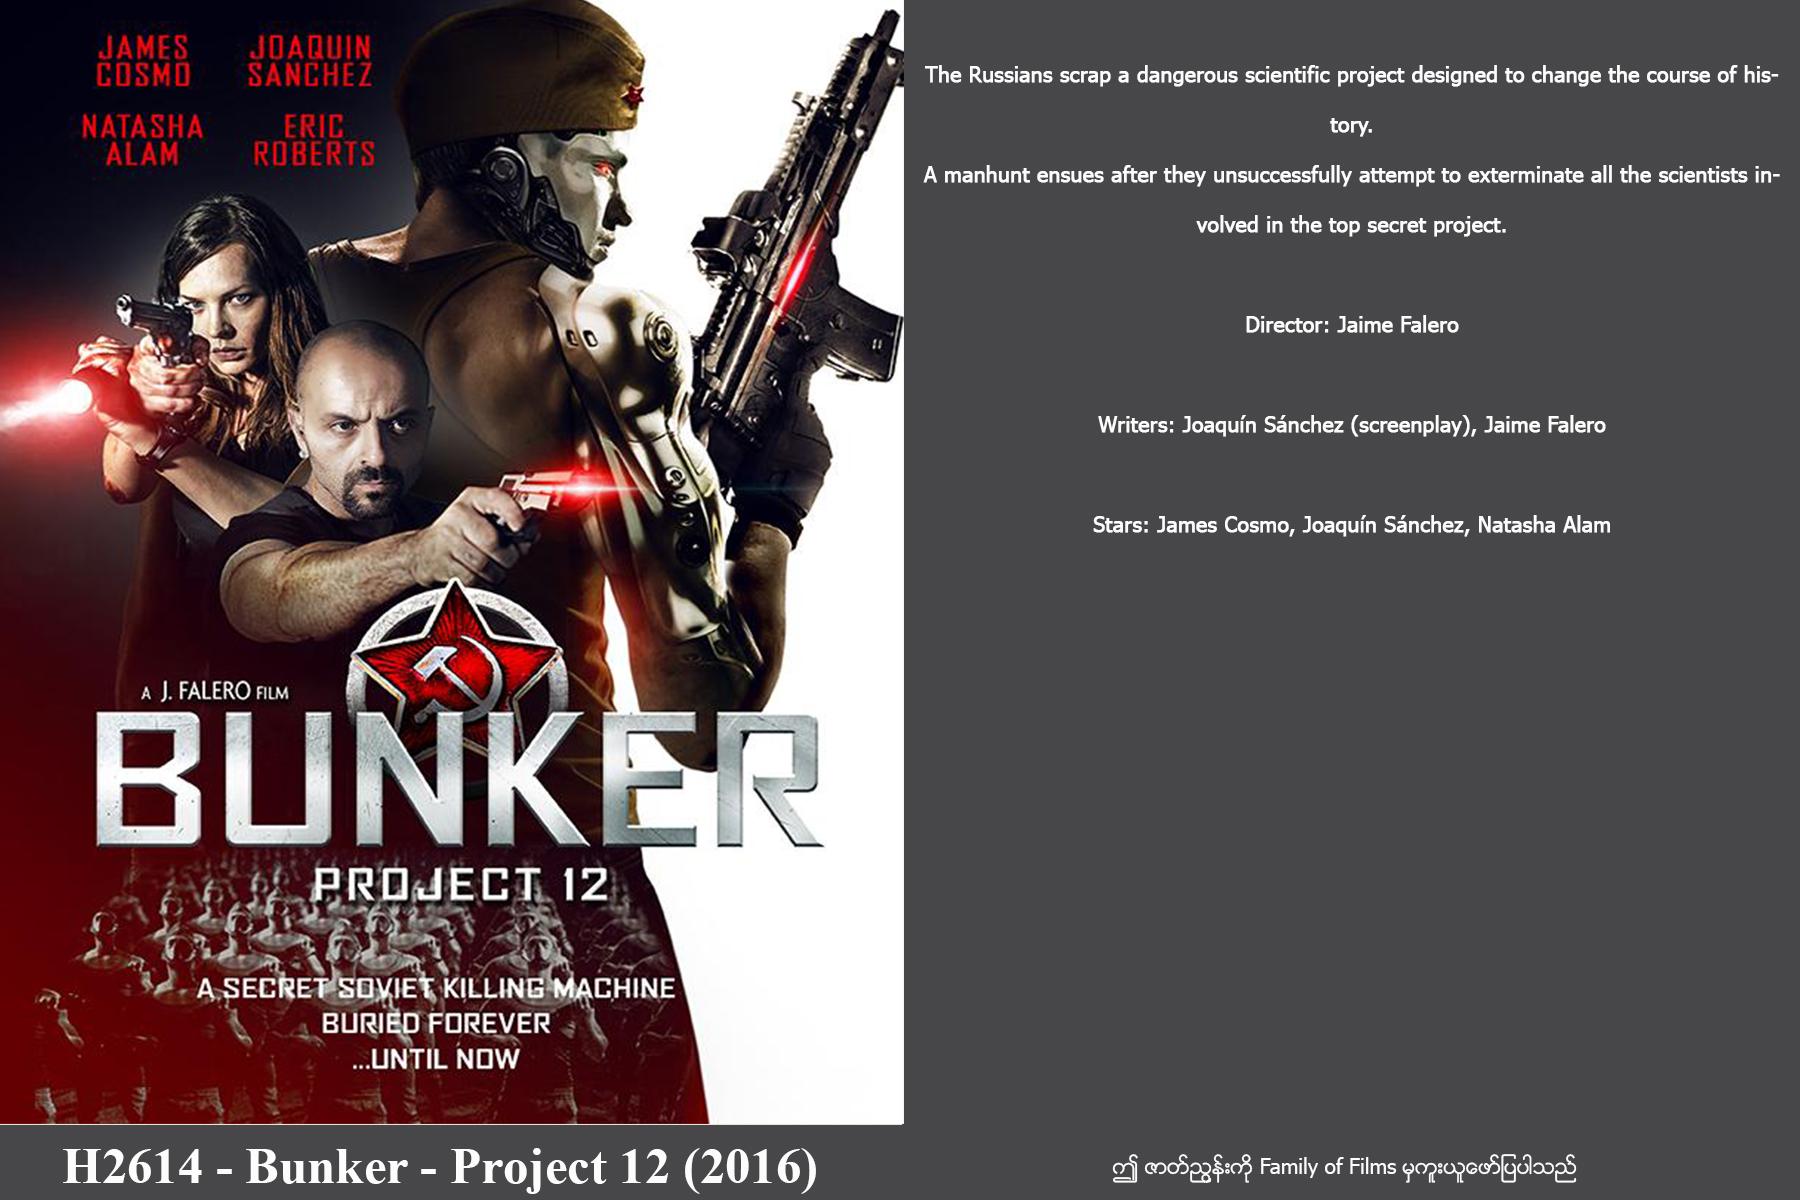 JAMES COSMO
JOAQUIN SANCHEZ
NATASHA ALAM
ERIC ROBERTS
A J. FALERO FILM
BUNKER
PROJECT 12
A SECRET SOVIET KILLING MACHINE
BURIED FOREVER
...UNTIL NOW
H2614 - Bunker - Project 12 (2016)
The Russians scrap a dangerous scientific project designed to change the course of his-
tory.
A manhunt ensues after they unsuccessfully attempt to exterminate all the scientists in-
volved in the top secret project.
Director: Jaime Falero
Writers: Joaquín Sánchez (screenplay), Jaime Falero
Stars: James Cosmo, Joaquín Sánchez, Natasha Alam
ဤ ဇာတ်ညွှန်းကို Family of Films မှကူးယူဖော်ပြပါသည်